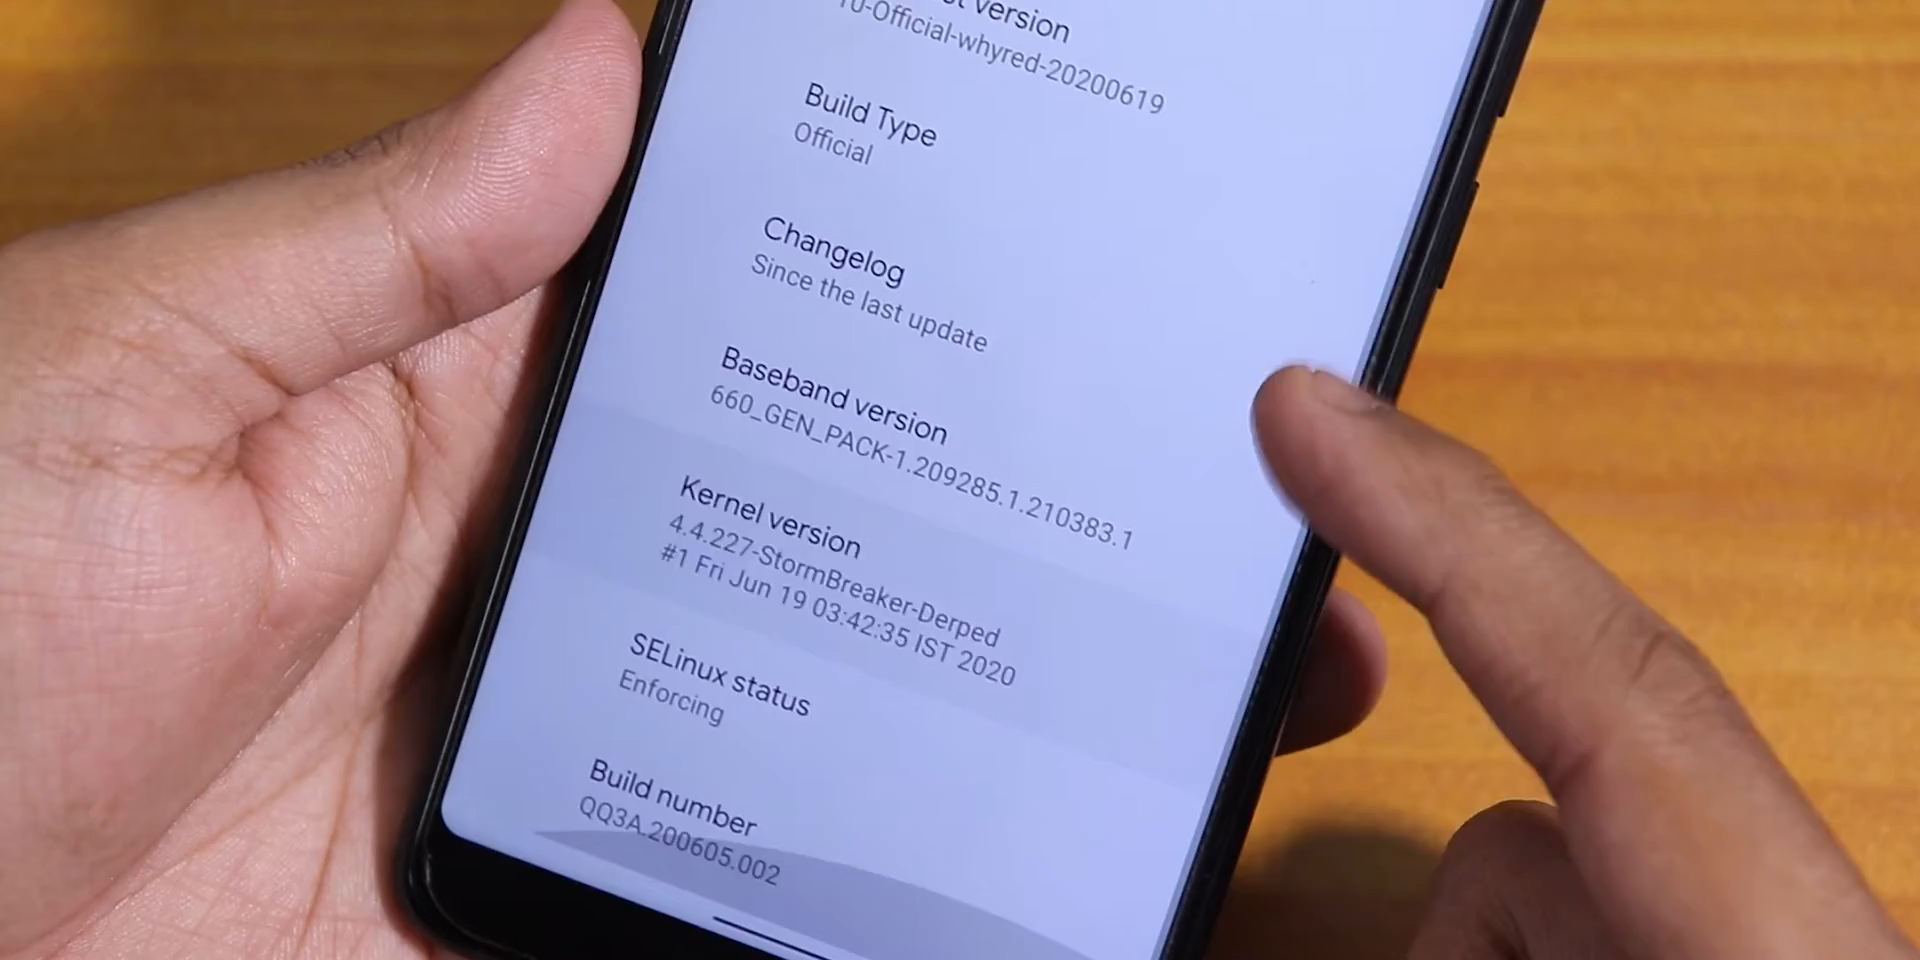 version
10-Official-whyred-20200619
Build Type
Official
Changelog
Since the last update
Baseband version
660_GEN_PACK-1.209285.1.210383.1
Kernel version
4.4.227-StormBreaker-Derped
#1 Fri Jun 19 03:42:35 IST 2020
SELinux status
Enforcing
Build number
QQ3A.200605.002